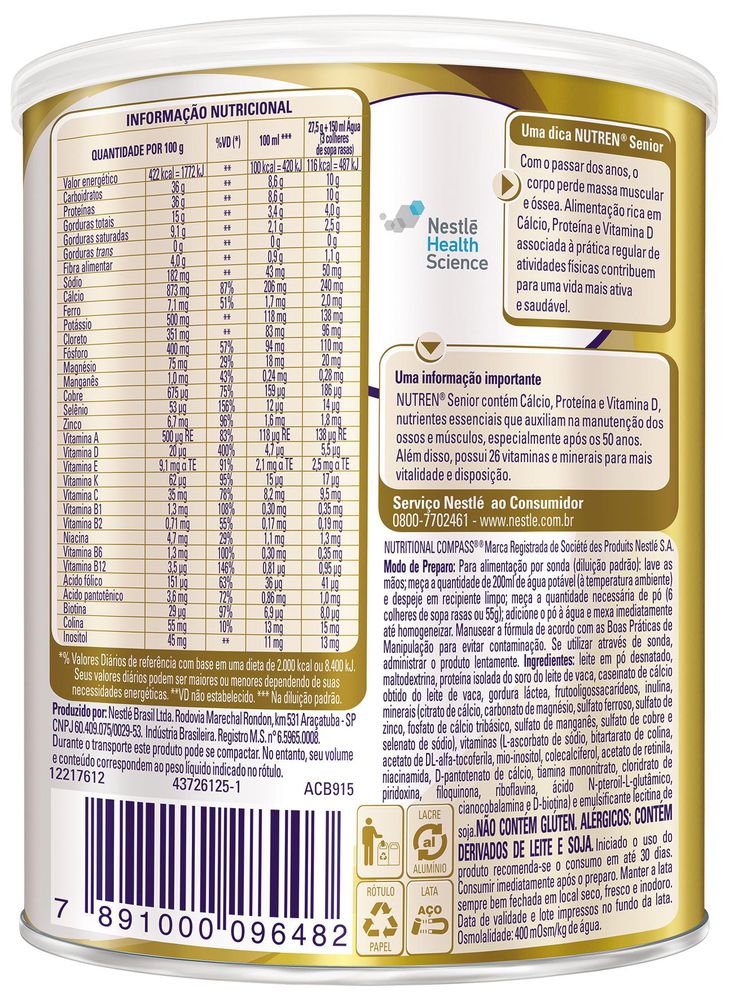 INFORMAÇÃO NUTRICIONAL
QUANTIDADE POR 100 g %VD (*) 100 ml *** 27,5 g + 150 ml Água (3 colheres de sopa rasas)
Valor energético 422 kcal = 1772 kJ ** 100 kcal = 420 kJ 116 kcal = 487 kJ
Carboidratos 36 g ** 8,6 g 10 g
Proteínas 36 g ** 8,6 g 10 g
Gorduras totais 15 g ** 3,4 g 4,0 g
Gorduras saturadas 9,1 g ** 2,1 g 2,5 g
Gorduras trans 0 g ** 0 g 0 g
Fibra alimentar 4,0 g ** 0,9 g 1,1 g
Sódio 182 mg ** 43 mg 50 mg
Cálcio 873 mg 87% 206 mg 240 mg
Ferro 7,1 mg 51% 1,7 mg 2,0 mg
Potássio 500 mg ** 118 mg 138 mg
Cloreto 351 mg ** 83 mg 96 mg
Fósforo 400 mg 57% 94 mg 110 mg
Magnésio 75 mg 29% 18 mg 20 mg
Manganês 1,0 mg 43% 0,24 mg 0,28 mg
Cobre 675 µg 75% 159 µg 186 µg
Selênio 53 µg 156% 12 µg 14 µg
Zinco 6,7 mg 96% 1,6 mg 1,8 mg
Vitamina A 500 µg RE 83% 118 µg RE 138 µg RE
Vitamina D 20 µg 400% 4,7 µg 5,5 µg
Vitamina E 9,1 mg α TE 91% 2,1 mg α TE 2,5 mg α TE
Vitamina K 62 µg 95% 15 µg 17 µg
Vitamina C 35 mg 78% 8,2 mg 9,5 mg
Vitamina B1 1,3 mg 108% 0,30 mg 0,35 mg
Vitamina B2 0,71 mg 55% 0,17 mg 0,19 mg
Niacina 4,7 mg 29% 1,1 mg 1,3 mg
Vitamina B6 1,3 mg 100% 0,30 mg 0,35 mg
Vitamina B12 3,5 µg 146% 0,81 µg 0,95 µg
Acido fólico 151 µg 63% 36 µg 41 µg
Acido pantotênico 3,6 mg 72% 0,86 mg 1,0 mg
Biotina 29 µg 97% 6,9 µg 8,0 µg
Colina 55 mg 10% 13 mg 15 mg
Inositol 45 mg ** 11 mg 13 mg
*% Valores Diários de referência com base em uma dieta de 2.000 kcal ou 8.400 kJ.
Seus valores diários podem ser maiores ou menores dependendo de suas
necessidades energéticas. **VD não estabelecido. *** Na diluição padrão.
Produzido por: Nestlé Brasil Ltda. Rodovia Marechal Rondon, km 531 Araçatuba - SP
CNPJ 60.409.075/0029-53. Indústria Brasileira. Registro M.S. nº 6.5965.0008.
Durante o transporte este produto pode se compactar. No entanto, seu volume
e conteúdo correspondem ao peso líquido indicado no rótulo.
12217612 43726125-1 ACB915
7 891000 096482
Nestlé
Health
Science
Uma dica NUTREN® Senior
Com o passar dos anos, o
corpo perde massa muscular
e óssea. Alimentação rica em
Cálcio, Proteína e Vitamina D
associada à prática regular de
atividades físicas contribuem
para uma vida mais ativa
e saudável.
Uma informação importante
NUTREN® Senior contém Cálcio, Proteína e Vitamina D,
nutrientes essenciais que auxiliam na manutenção dos
ossos e músculos, especialmente após os 50 anos.
Além disso, possui 26 vitaminas e minerais para mais
vitalidade e disposição.
Serviço Nestlé ao Consumidor
0800-7702461 - www.nestle.com.br
NUTRITIONAL COMPASS®® Marca Registrada de Société des Produits Nestlé S.A.
Modo de Preparo: Para alimentação por sonda (diluição padrão): lave as
mãos; meça a quantidade de 200ml de água potável (à temperatura ambiente)
e despeje em recipiente limpo; meça a quantidade necessária de pó (6
colheres de sopa rasas ou 55g); adicione o pó à água e mexa imediatamente
até homogeneizar. Manusear a fórmula de acordo com as Boas Práticas de
Manipulação para evitar contaminação. Se utilizar através de sonda,
administrar o produto lentamente. Ingredientes: leite em pó desnatado,
maltodextrina, proteína isolada do soro do leite de vaca, caseinato de cálcio
obtido do leite de vaca, gordura láctea, frutooligossacarídeos, inulina,
minerais (citrato de cálcio, carbonato de magnésio, sulfato ferroso, sulfato de
zinco, fosfato de cálcio tribásico, sulfato de manganês, sulfato de cobre e
selenato de sódio), vitaminas (L-ascorbato de sódio, bitartarato de colina,
acetato de DL-alfa-tocoferila, mio-inositol, colecalciferol, acetato de retinila,
niacinamida, D-pantotenato de cálcio, tiamina mononitrato, cloridrato de
piridoxina, filoquinona, riboflavina, ácido N-pteroil-L-glutâmico,
cianocobalamina e D-biotina) e emulsificante lecitina de
soja. NÃO CONTÉM GLÚTEN. ALÉRGICOS: CONTÉM
DERIVADOS DE LEITE E SOJA. Iniciado o uso do
produto recomenda-se o consumo em até 30 dias.
Consumir imediatamente após o preparo. Manter a lata
sempre bem fechada em local seco, fresco e inodoro.
Data de validade e lote impressos no fundo da lata.
Osmolalidade: 400 mOsm/kg de água.
LACRE
al
ALUMÍNIO
RÓTULO
PAPEL
LATA
AÇO